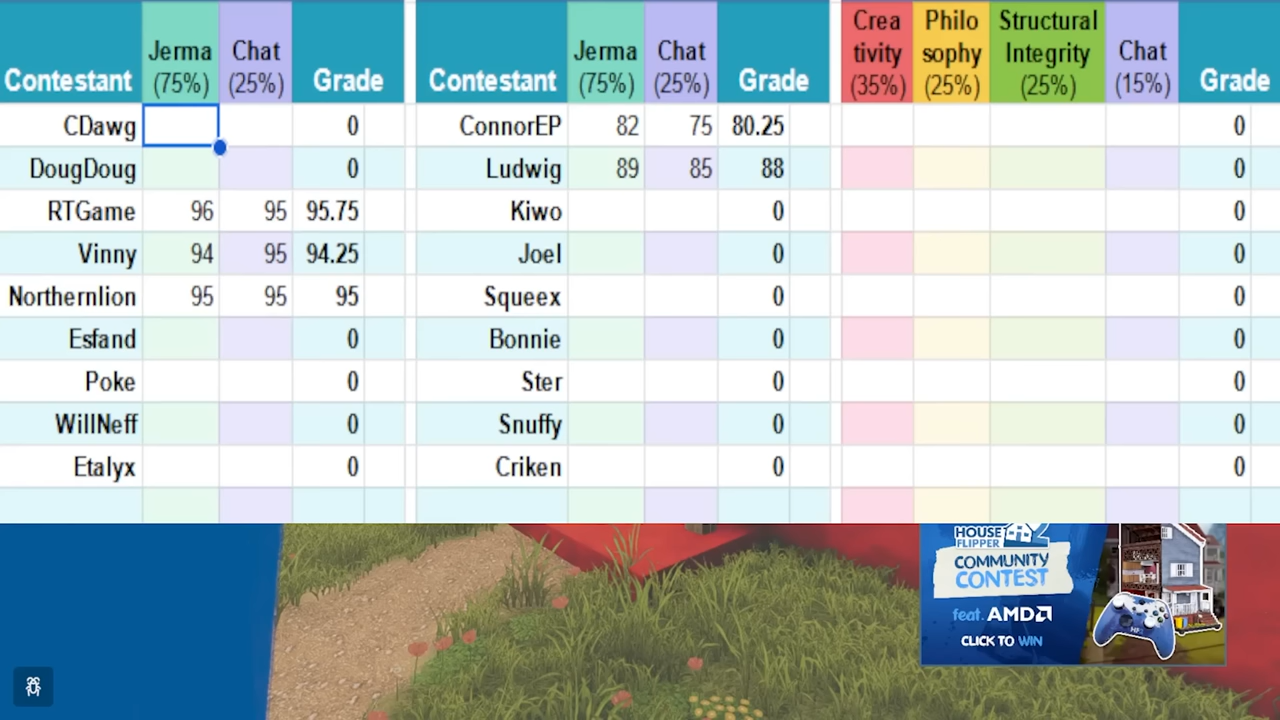 Contestant Jerma (75%) Chat (25%) Grade Contestant Jerma (75%) Chat (25%) Grade Crea tivity (35%) Philo sophy (25%) Structural Integrity (25%) Chat (15%) Grade
CDawg 0 ConnorEP 82 75 80.25 0
DougDoug 0 Ludwig 89 85 88 0
RTGame 96 95 95.75 Kiwo 0 0
Vinny 94 95 94.25 Joel 0 0
Northernlion 95 95 95 Squeex 0 0
Esfand 0 Bonnie 0 0
Poke 0 Ster 0 0
WillNeff 0 Snuffy 0 0
Etalyx 0 Criken 0 0
HOUSE FLIPPER 2
COMMUNITY
CONTEST
feat. AMD
CLICK TO WIN